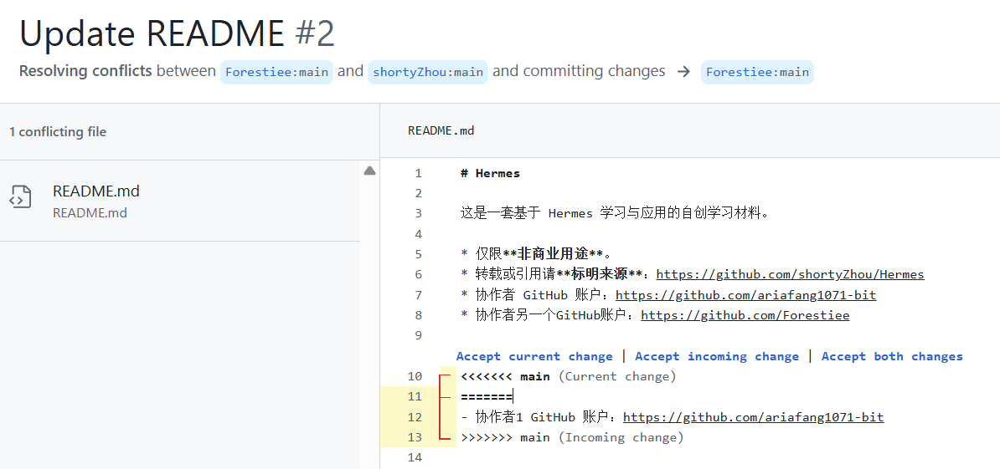 Update README #2
Resolving conflicts between Forestiee:main and shortyZhou:main and committing changes → Forestiee:main
1 conflicting file
README.md
README.md
README.md
1 # Hermes
2
3 这是一套基于 Hermes 学习与应用的自创学习材料。
4
5 * 仅限**非商业用途**。
6 * 转载或引用请**标明来源**：https://github.com/shortyZhou/Hermes
7 * 协作者 GitHub 账户：https://github.com/ariafang1071-bit
8 * 协作者另一个GitHub账户：https://github.com/Forestiee
9
Accept current change | Accept incoming change | Accept both changes
10 <<<<<<< main (Current change)
11 =======
12 - 协作者1 GitHub 账户：https://github.com/ariafang1071-bit
13 >>>>>>> main (Incoming change)
14